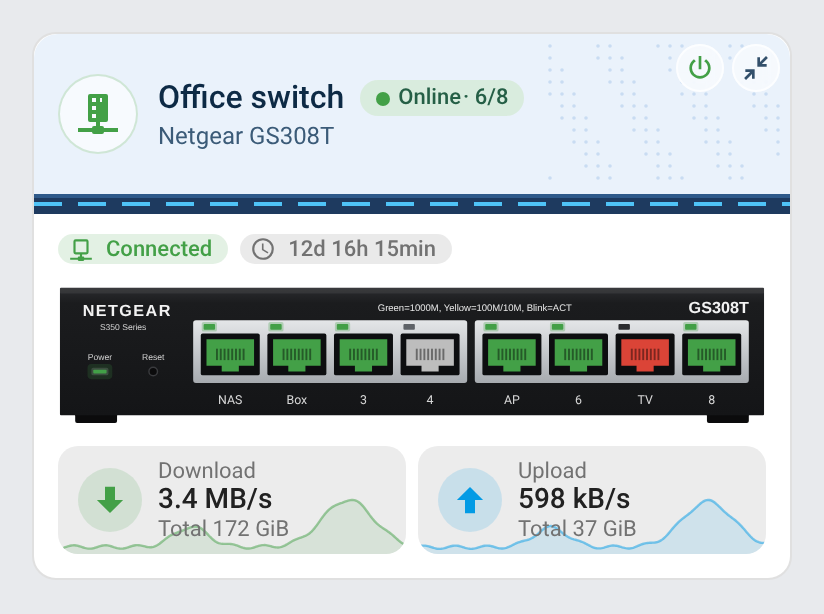 Office switch
Online · 6/8
Netgear GS308T
Connected
12d 16h 15min
NETGEAR
S350 Series
Green=1000M, Yellow=100M/10M, Blink=ACT
GS308T
Power
Reset
NAS
Box
3
4
AP
6
TV
8
Download
3.4 MB/s
Total 172 GiB
Upload
598 kB/s
Total 37 GiB